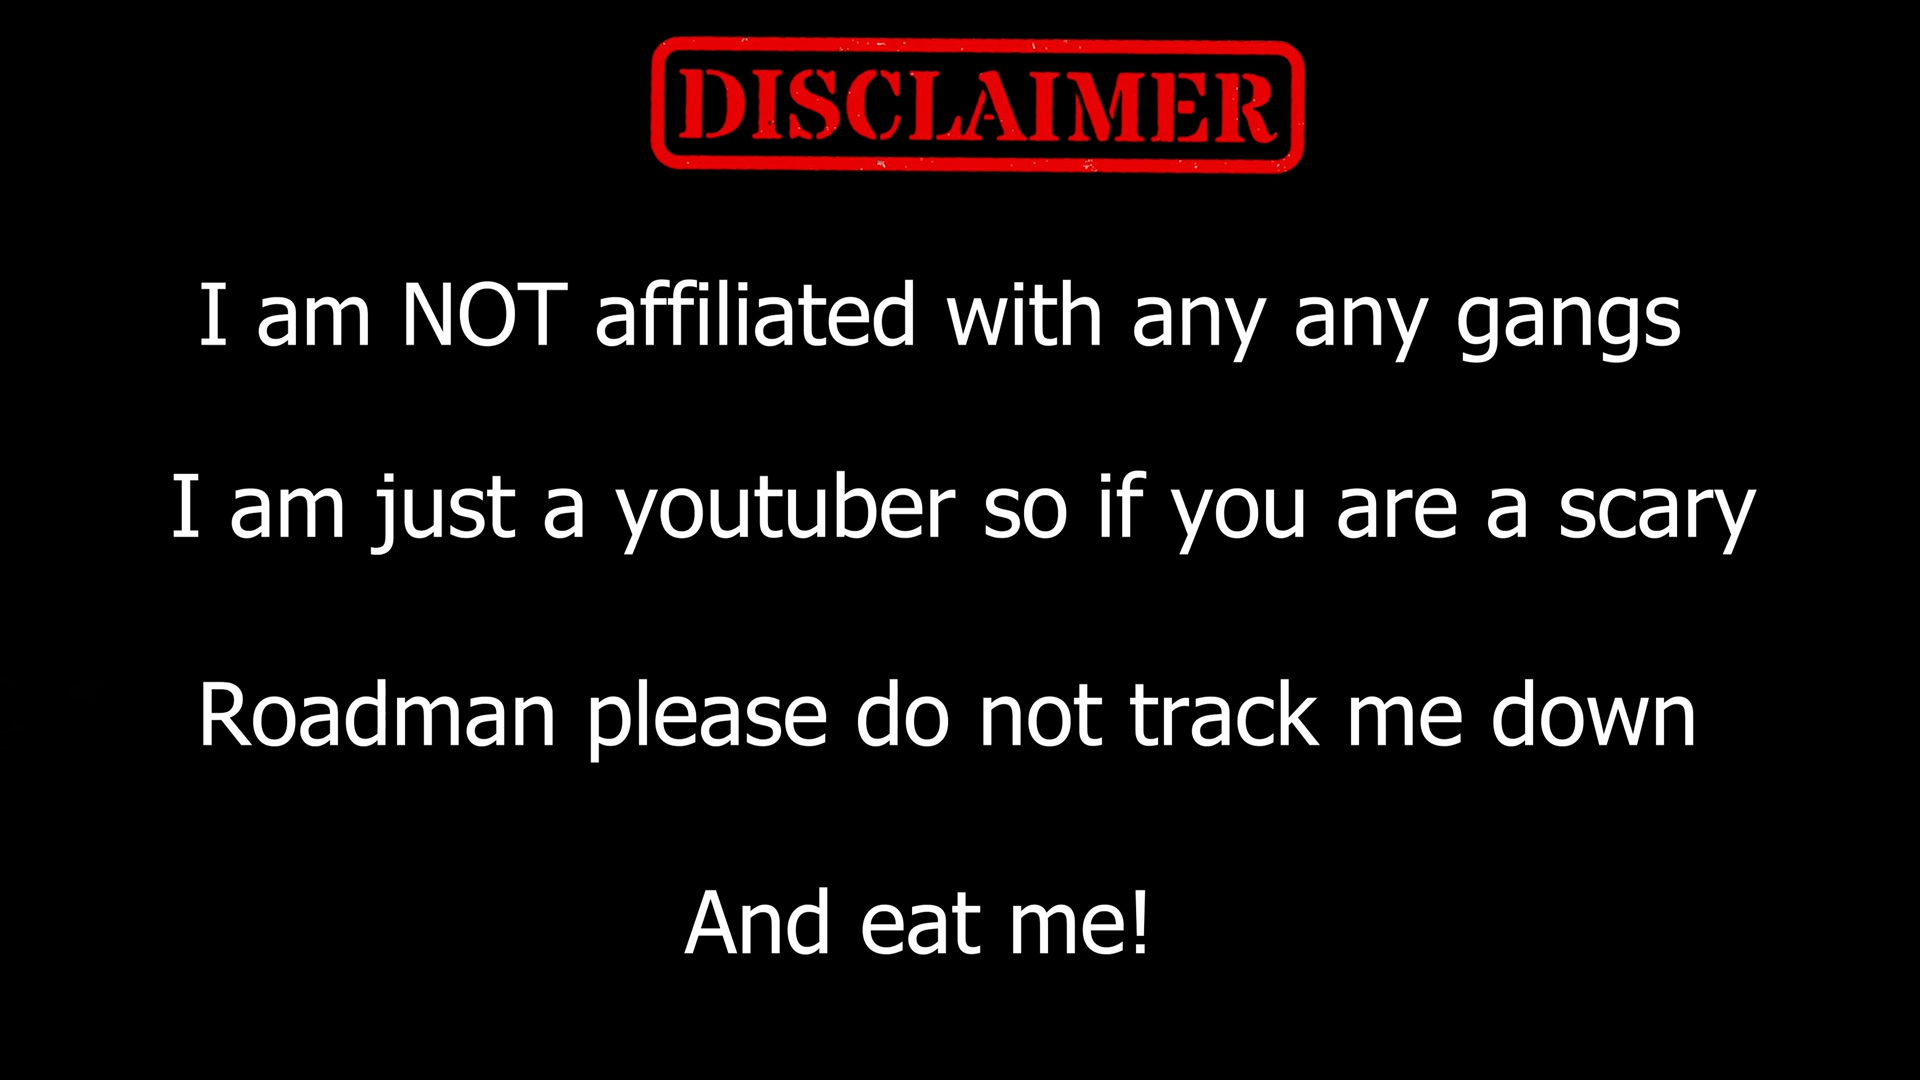 DISCLAIMER
I am NOT affiliated with any any gangs
I am just a youtuber so if you are a scary
Roadman please do not track me down
And eat me!